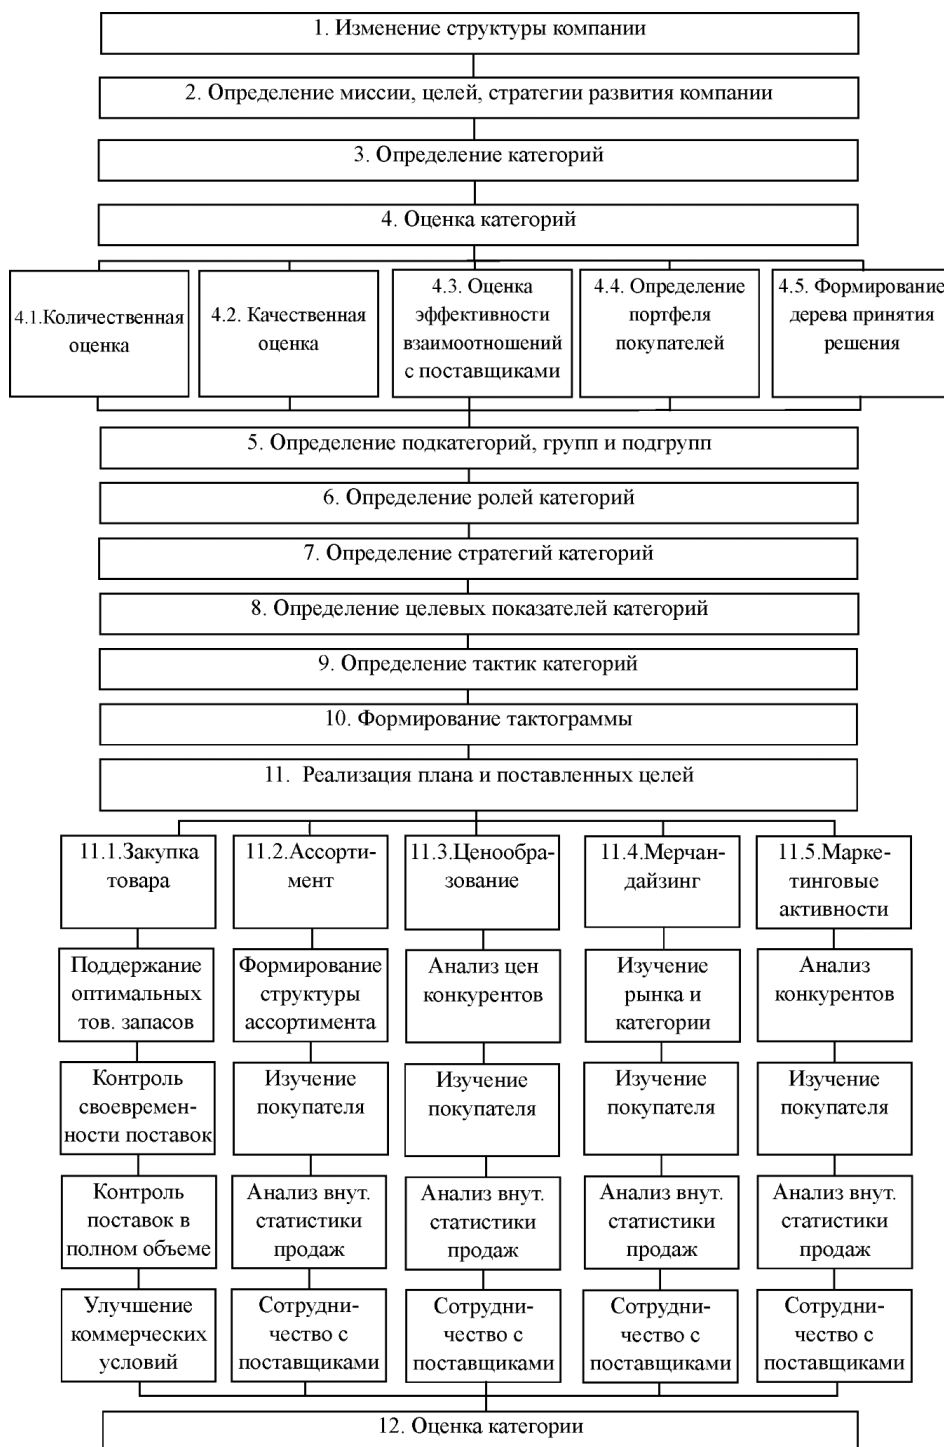 1. Изменение структуры компании
2. Определение миссии, целей, стратегии развития компании
3. Определение категорий
4. Оценка категорий
4.1.Количественная
оценка
4.2. Качественная
оценка
4.3. Оценка
эффективности
взаимоотношений
с поставщиками
4.4. Определение
портфеля
покупателей
4.5. Формирование
дерева принятия
решения
5. Определение подкатегорий, групп и подгрупп
6. Определение ролей категорий
7. Определение стратегий категорий
8. Определение целевых показателей категорий
9. Определение тактик категорий
10. Формирование тактограммы
11. Реализация плана и поставленных целей
11.1.Закупка
товара
11.2.Ассорти-
мент
11.3.Ценообра-
зование
11.4.Мерчан-
дайзинг
11.5.Марке-
тинговые
активности
Поддержание
оптимальных
тов. запасов
Формирование
структуры
ассортимента
Анализ цен
конкурентов
Изучение
рынка и
категории
Анализ
конкурентов
Контроль
своевремен-
ности поставок
Изучение
покупателя
Изучение
покупателя
Изучение
покупателя
Изучение
покупателя
Контроль
поставок в
полном объеме
Анализ внут.
статистики
продаж
Анализ внут.
статистики
продаж
Анализ внут.
статистики
продаж
Анализ внут.
статистики
продаж
Улучшение
коммерческих
условий
Сотрудни-
чество с
поставщиками
Сотрудни-
чество с
поставщиками
Сотрудни-
чество с
поставщиками
Сотрудни-
чество с
поставщиками
12. Оценка категории